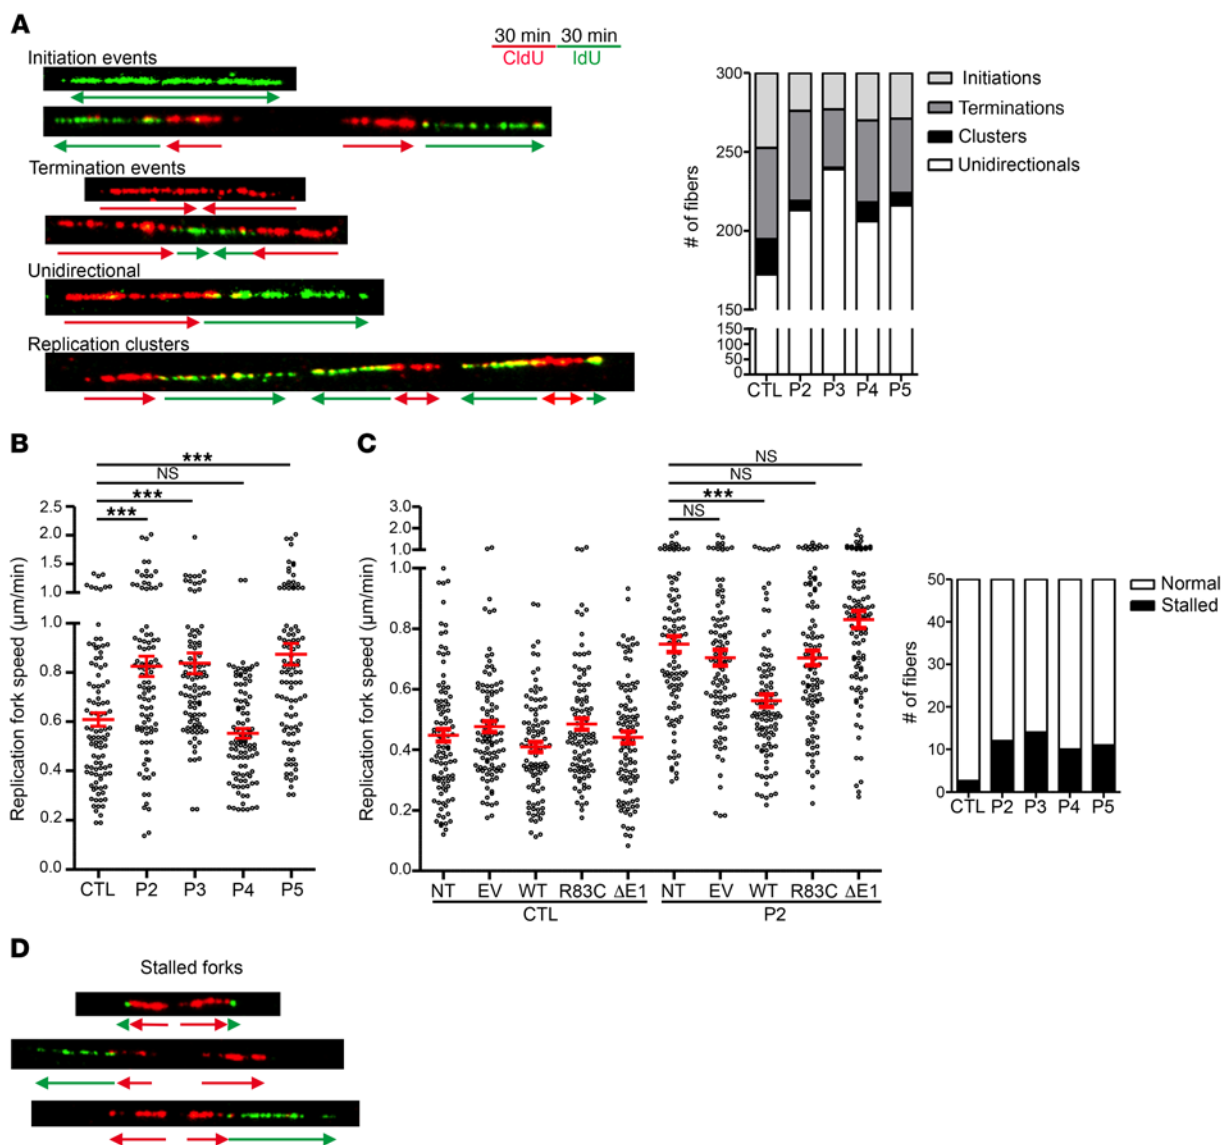 A
30 min 30 min
CldU IdU
Initiation events
Termination events
Unidirectional
Replication clusters
# of fibers
300
250
200
150
150
100
50
0
CTL P2 P3 P4 P5
Initiations
Terminations
Clusters
Unidirectionals
B
***
NS
***
***
Replication fork speed (µm/min)
2.5
2.0
1.5
1.0
1.0
0.8
0.6
0.4
0.2
0.0
CTL P2 P3 P4 P5
C
NS
NS
***
NS
Replication fork speed (µm/min)
3.0
2.0
1.0
1.0
0.8
0.6
0.4
0.2
0.0
NT EV WT R83C ΔE1 NT EV WT R83C ΔE1
CTL P2
# of fibers
50
40
30
20
10
0
CTL P2 P3 P4 P5
Normal
Stalled
D
Stalled forks